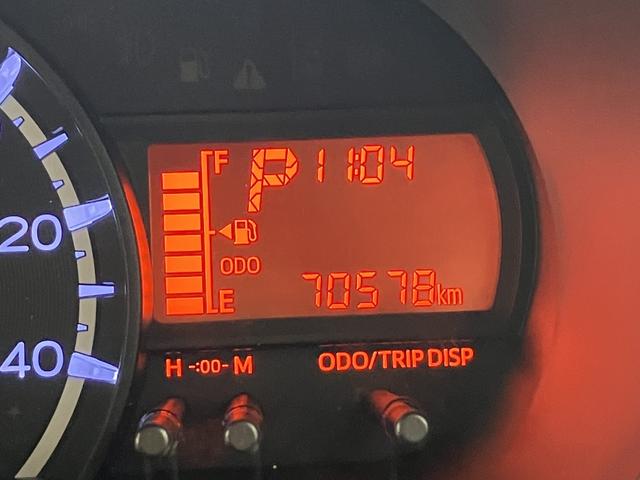 F P 11:04
20
ODO
E 70578km
40
H -:00- M ODO/TRIP DISP